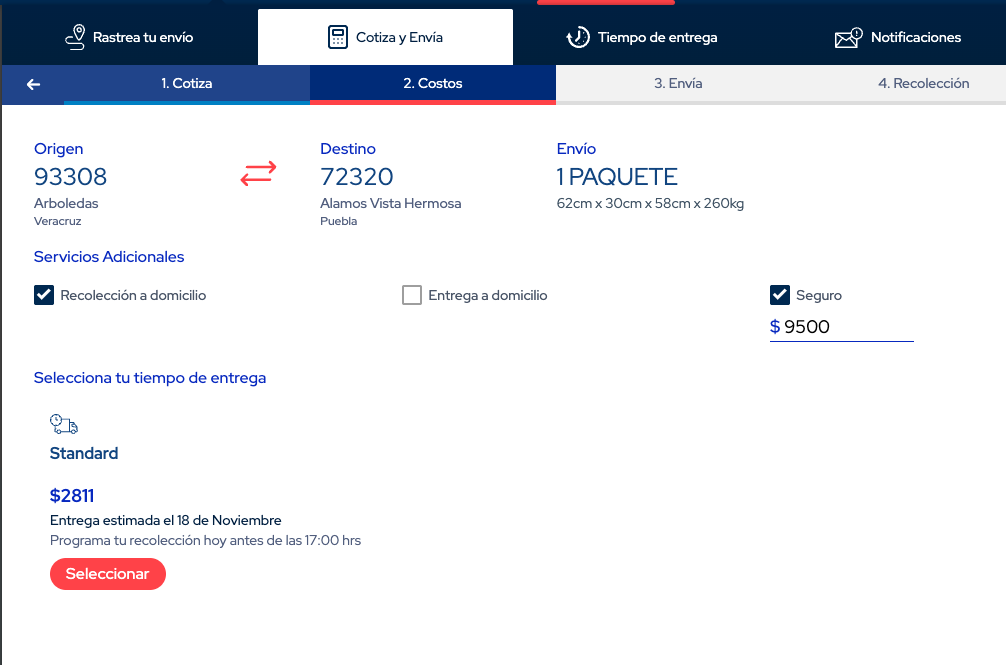 Rastrea tu envío
Cotiza y Envía
Tiempo de entrega
Notificaciones
1. Cotiza
2. Costos
3. Envía
4. Recolección
Origen
93308
Arboledas
Veracruz
Destino
72320
Alamos Vista Hermosa
Puebla
Envío
1 PAQUETE
62cm x 30cm x 58cm x 260kg
Servicios Adicionales
Recolección a domicilio
Entrega a domicilio
Seguro
$ 9500
Selecciona tu tiempo de entrega
Standard
$2811
Entrega estimada el 18 de Noviembre
Programa tu recolección hoy antes de las 17:00 hrs
Seleccionar